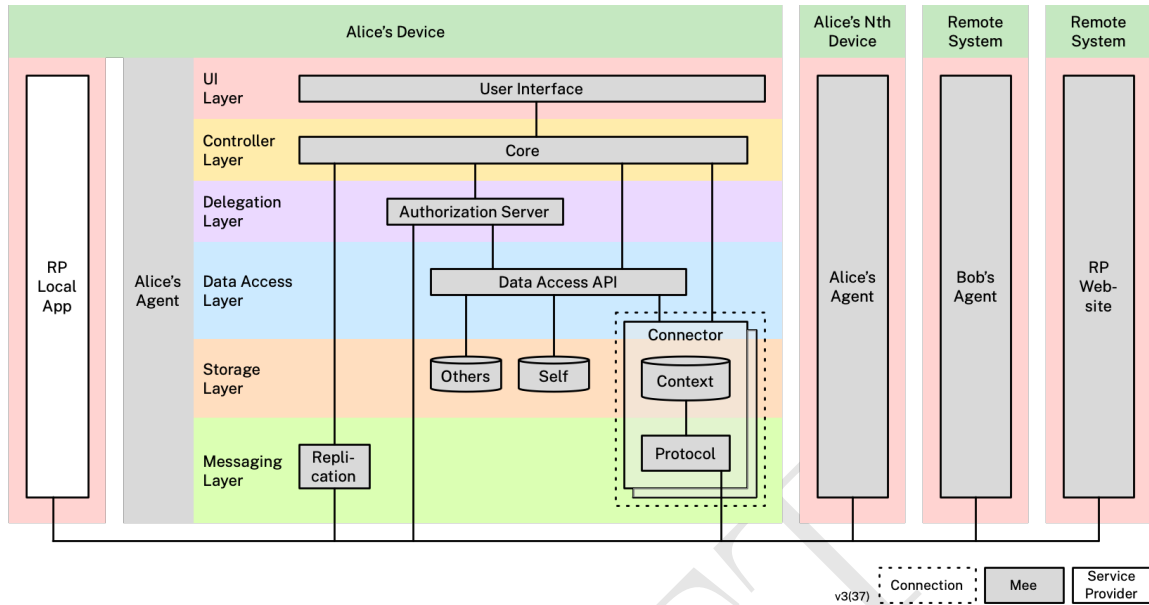 Alice's Device
Alice's Nth
Device
Remote
System
Remote
System
UI
Layer
User Interface
Controller
Layer
Core
Delegation
Layer
Authorization Server
RP
Local
App
Alice's
Agent
Data Access
Layer
Data Access API
Alice's
Agent
Bob's
Agent
RP
Web-
site
Connector
Storage
Layer
Others
Self
Context
Messaging
Layer
Repli-
cation
Protocol
v3(37)
Connection
Mee
Service
Provider